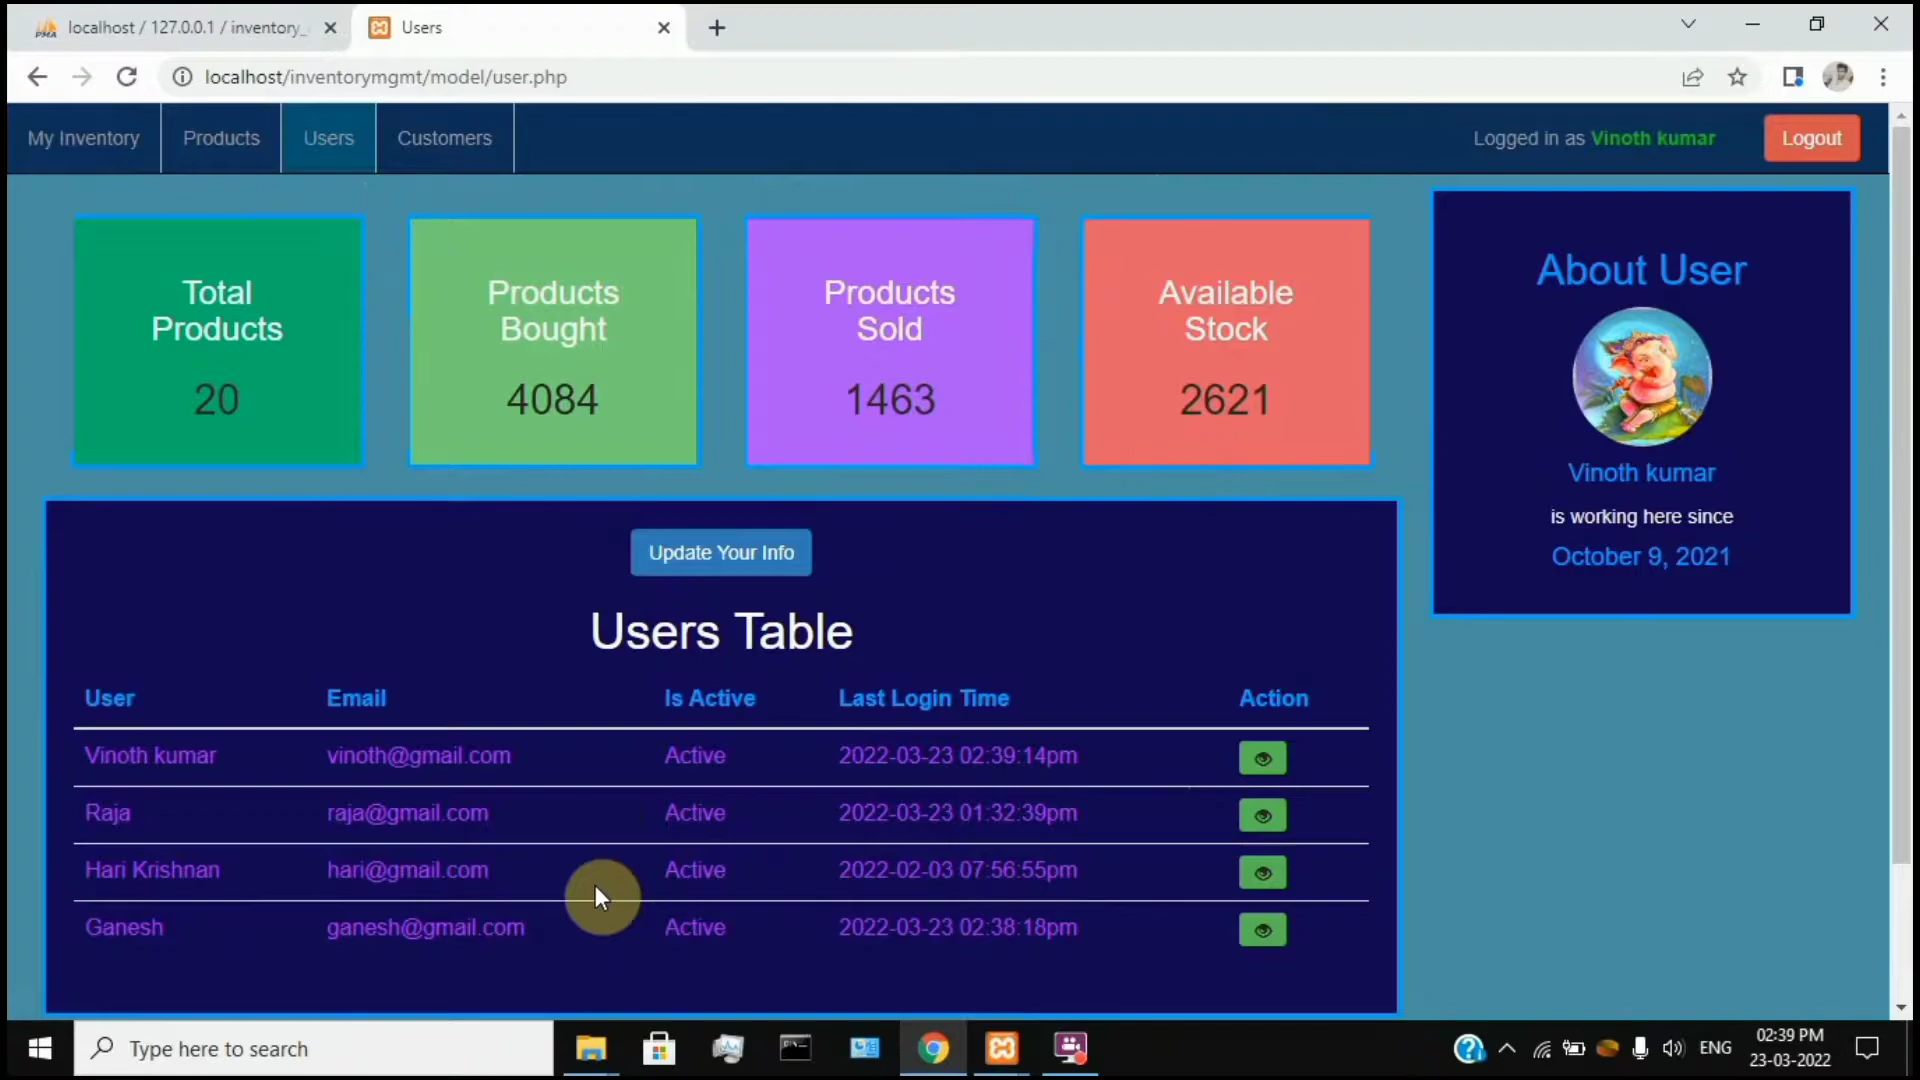 localhost / 127.0.0.1 / inventory_
Users
localhost/inventorymgmt/model/user.php
My Inventory
Products
Users
Customers
Logged in as Vinoth kumar
Logout
Total
Products
20
Products
Bought
4084
Products
Sold
1463
Available
Stock
2621
About User
Vinoth kumar
is working here since
October 9, 2021
Update Your Info
Users Table
User Email Is Active Last Login Time Action
Vinoth kumar vinoth@gmail.com Active 2022-03-23 02:39:14pm
Raja raja@gmail.com Active 2022-03-23 01:32:39pm
Hari Krishnan hari@gmail.com Active 2022-02-03 07:56:55pm
Ganesh ganesh@gmail.com Active 2022-03-23 02:38:18pm
Type here to search
ENG
02:39 PM
23-03-2022